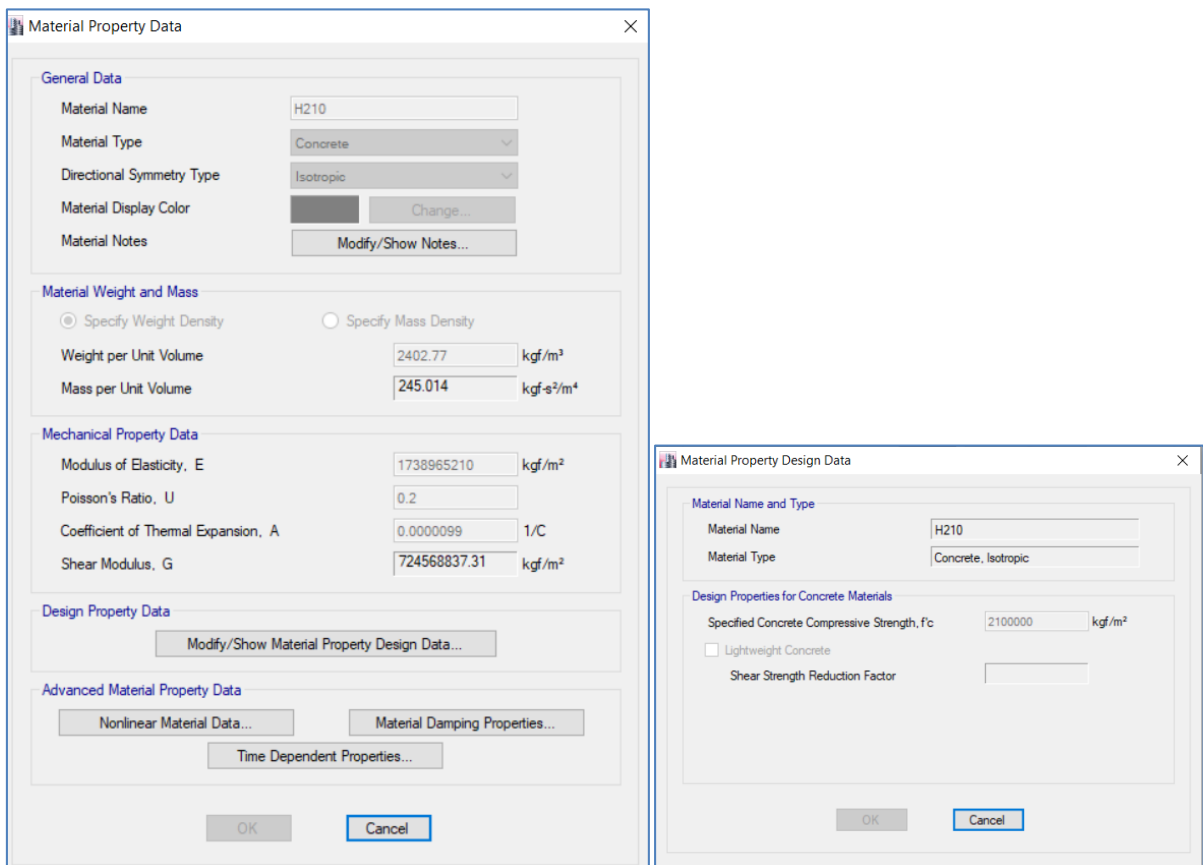 Material Property Data
General Data
Material Name H210
Material Type Concrete
Directional Symmetry Type Isotropic
Material Display Color Change...
Material Notes Modify/Show Notes...
Material Weight and Mass
Specify Weight Density Specify Mass Density
Weight per Unit Volume 2402.77 kgf/m³
Mass per Unit Volume 245.014 kgf-s²/m⁴
Mechanical Property Data
Modulus of Elasticity, E 1738965210 kgf/m²
Poisson's Ratio, U 0.2
Coefficient of Thermal Expansion, A 0.0000099 1/C
Shear Modulus, G 724568837.31 kgf/m²
Design Property Data
Modify/Show Material Property Design Data...
Advanced Material Property Data
Nonlinear Material Data... Material Damping Properties...
Time Dependent Properties...
OK Cancel
Material Property Design Data
Material Name and Type
Material Name H210
Material Type Concrete, Isotropic
Design Properties for Concrete Materials
Specified Concrete Compressive Strength, f'c 2100000 kgf/m²
Lightweight Concrete
Shear Strength Reduction Factor
OK Cancel